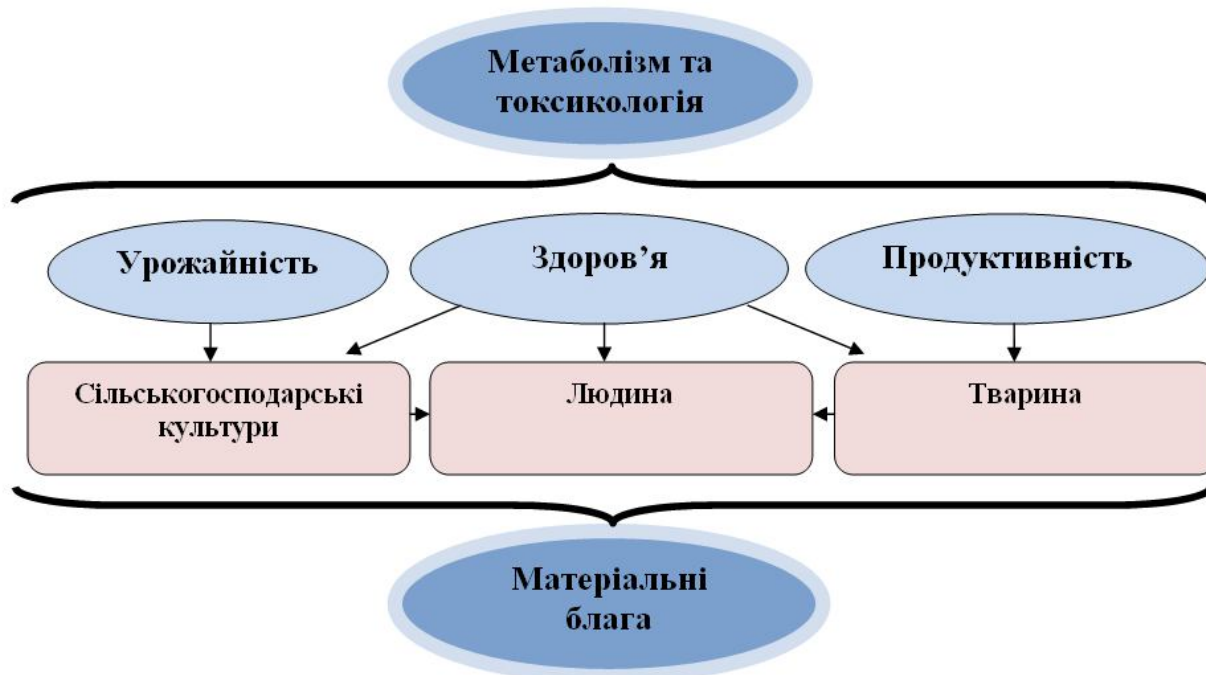 Метаболізм та
токсикологія
Урожайність
Здоров’я
Продуктивність
Сільськогосподарські
культури
Людина
Тварина
Матеріальні
блага